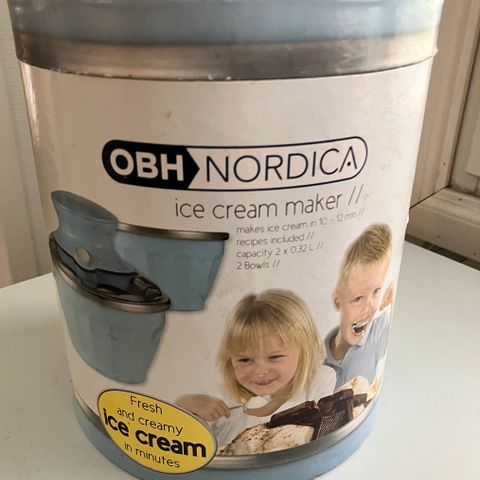 OBH NORDICA
ice cream maker //
makes ice cream in 10 - 12 min //
recipes included //
capacity 2 x 0.32 L //
2 Bowls //
Fresh
and creamy
ice cream
in minutes